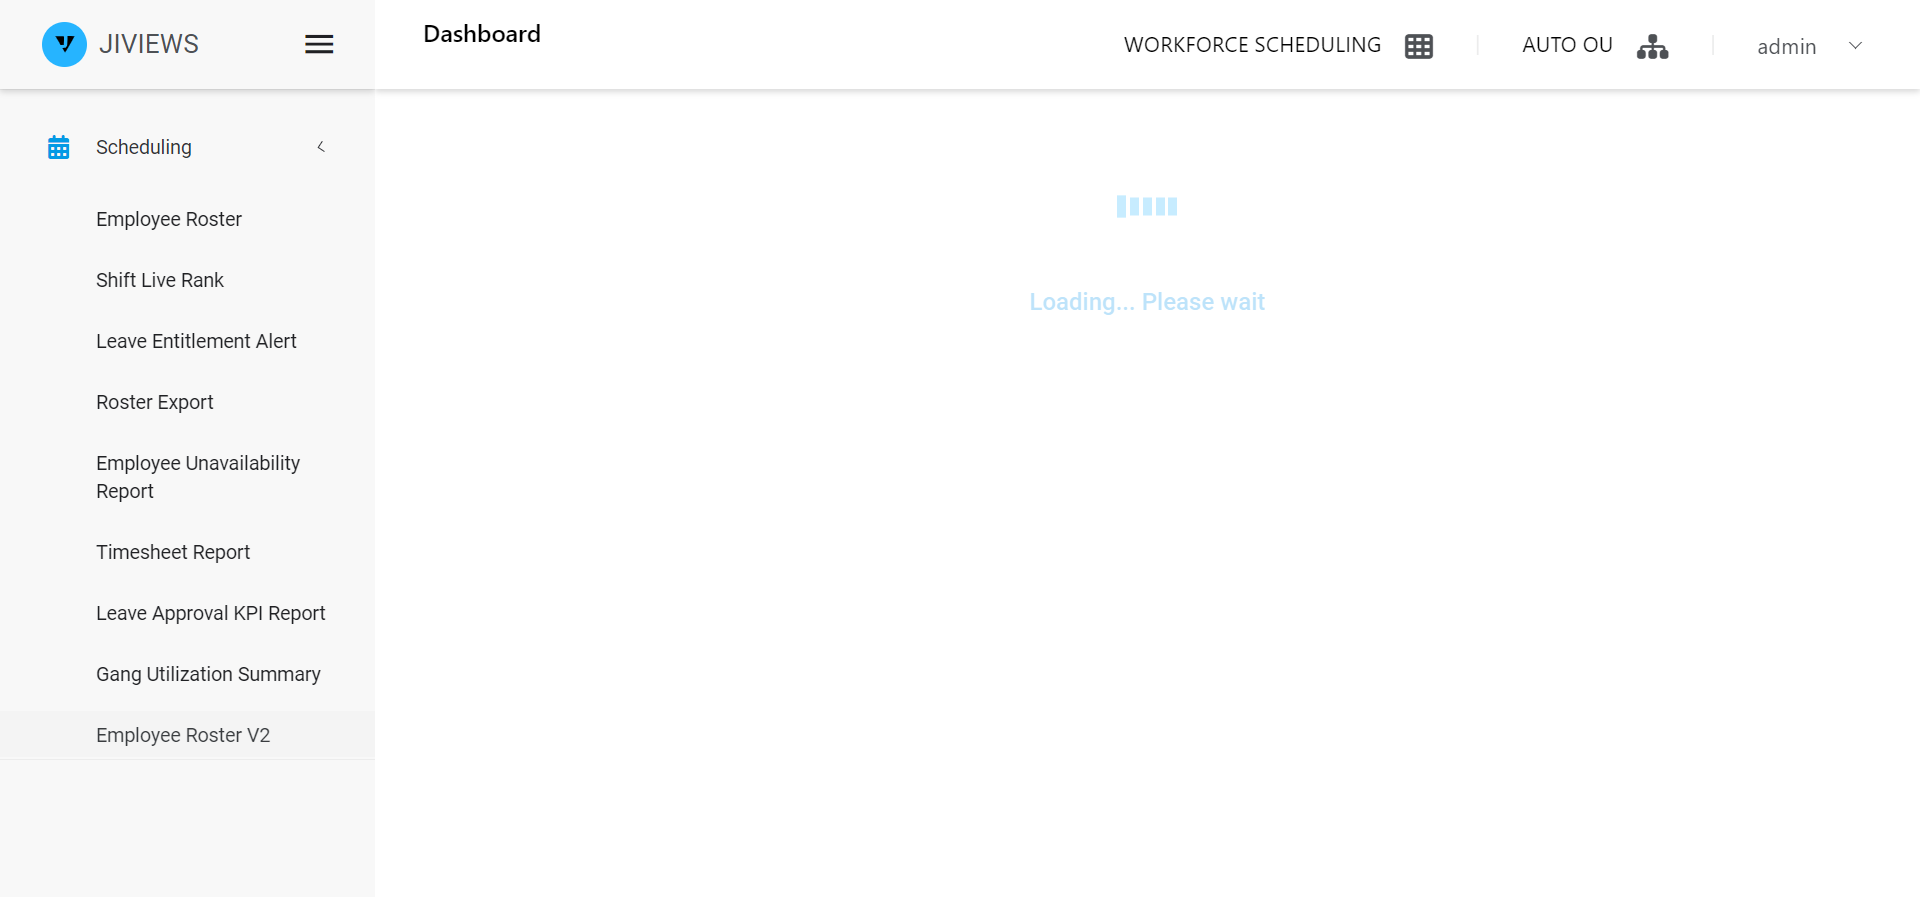 JIVIEWS
Dashboard
WORKFORCE SCHEDULING
AUTO OU
admin
Scheduling
Employee Roster
Shift Live Rank
Leave Entitlement Alert
Roster Export
Employee Unavailability
Report
Timesheet Report
Leave Approval KPI Report
Gang Utilization Summary
Employee Roster V2
Loading... Please wait